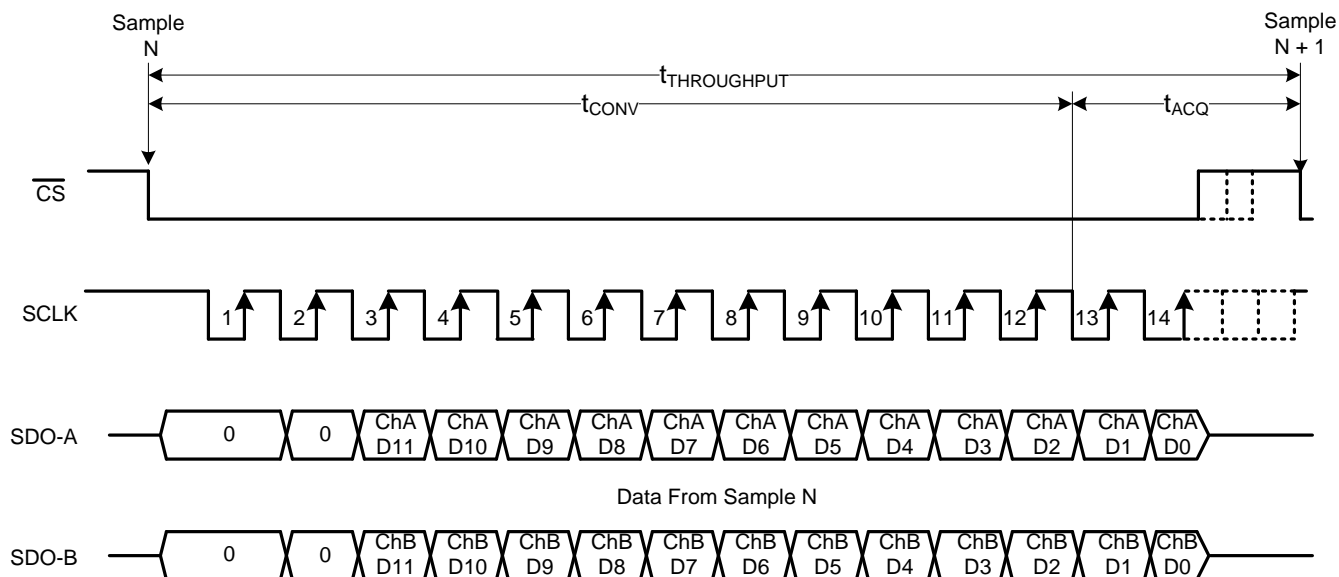 Sample
N
Sample
N + 1
tTHROUGHPUT
tCONV
tACQ
CS
SCLK
1 2 3 4 5 6 7 8 9 10 11 12 13 14
SDO-A
0 0 ChA ChA ChA ChA ChA ChA ChA ChA ChA ChA ChA ChA
D11 D10 D9 D8 D7 D6 D5 D4 D3 D2 D1 D0
Data From Sample N
SDO-B
0 0 ChB ChB ChB ChB ChB ChB ChB ChB ChB ChB ChB ChB
D11 D10 D9 D8 D7 D6 D5 D4 D3 D2 D1 D0